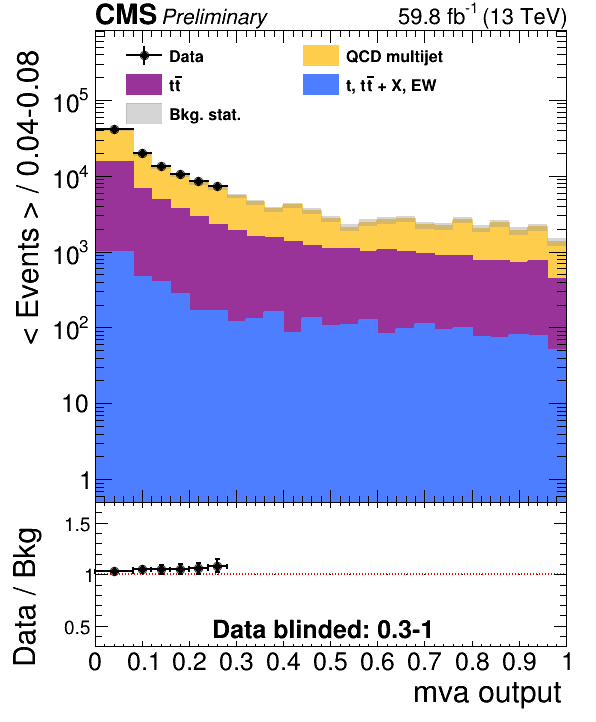 CMS Preliminary 59.8 fb⁻¹ (13 TeV)
Data
QCD multijet
tt̅
t, tt̅ + X, EW
Bkg. stat.
< Events > / 0.04-0.08
10⁵
10⁴
10³
10²
10
1
Data / Bkg
1.5
1
0.5
Data blinded: 0.3-1
0 0.1 0.2 0.3 0.4 0.5 0.6 0.7 0.8 0.9 1
mva output